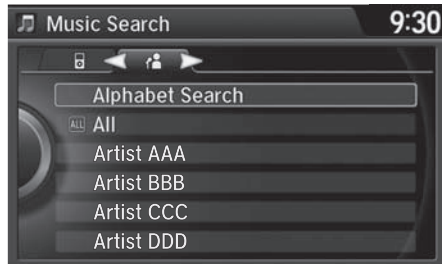 Music Search 9:30
Alphabet Search
ALL All
Artist AAA
Artist BBB
Artist CCC
Artist DDD